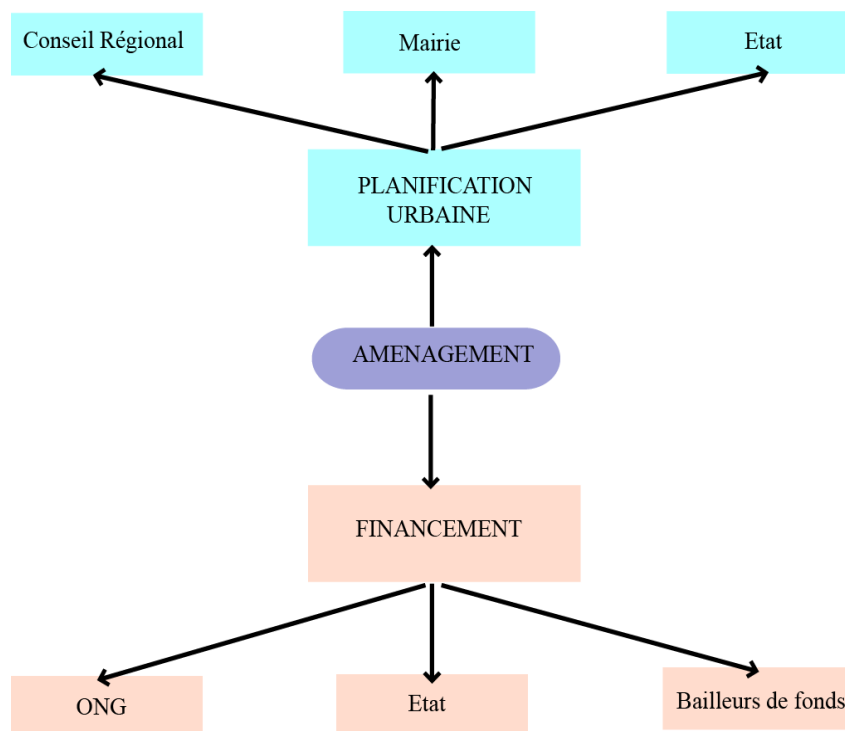 Conseil Régional
Mairie
Etat
PLANIFICATION
URBAINE
AMENAGEMENT
FINANCEMENT
ONG
Etat
Bailleurs de fonds